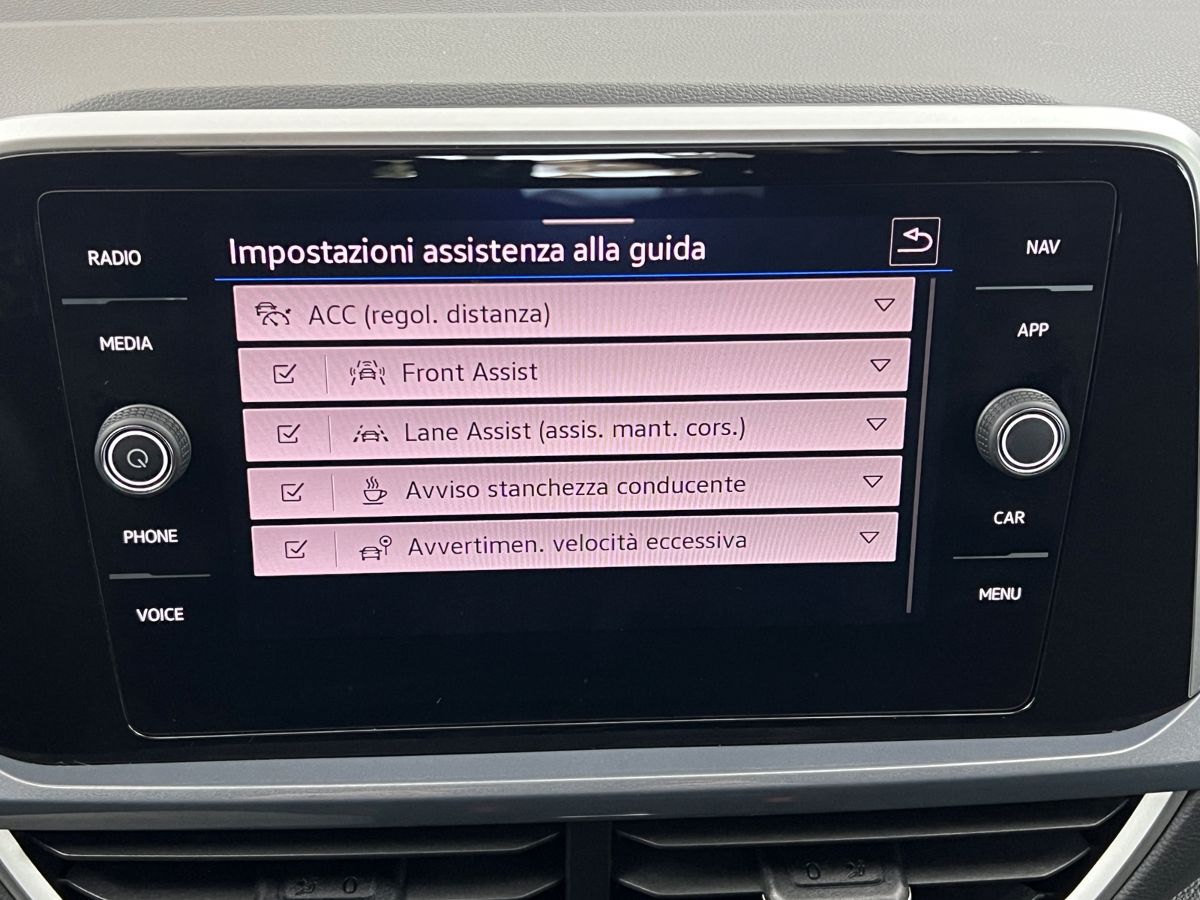 RADIO
MEDIA
PHONE
VOICE
Impostazioni assistenza alla guida
ACC (regol. distanza)
Front Assist
Lane Assist (assis. mant. cors.)
Avviso stanchezza conducente
Avvertimen. velocità eccessiva
NAV
APP
CAR
MENU